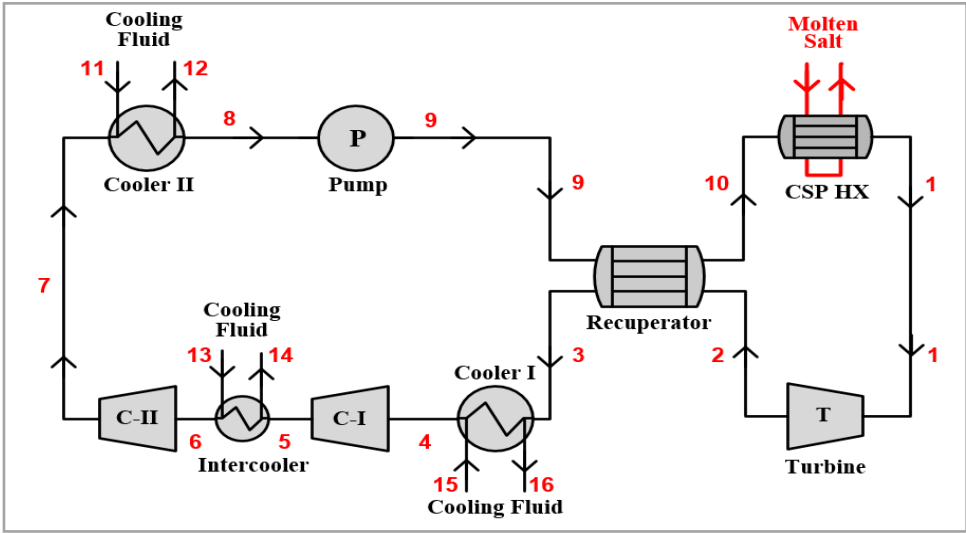 Cooling
Fluid
11
12
Cooler II
8
P
Pump
9
9
Molten
Salt
10
CSP HX
1
7
Cooling
Fluid
13
14
C-II
6
Intercooler
5
C-I
4
Cooler I
3
15
16
Cooling Fluid
Recuperator
2
1
T
Turbine